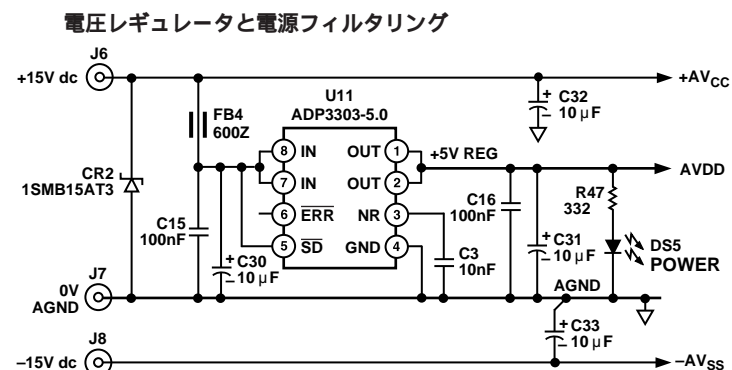 電圧レギュレータと電源フィルタリング
J6
+15V dc
+AVCC
U11
ADP3303-5.0
C32
10μF
FB4
600Z
8 IN OUT 1
+5V REG
AVDD
7 IN OUT 2
CR2
1SMB15AT3
R47
332
C15
100nF
6 ERR NR 3
C16
100nF
5 SD GND 4
C30
10μF
C3
10nF
C31
10μF
DS5
POWER
J7
0V
AGND
AGND
C33
10μF
J8
–15V dc
–AVSS